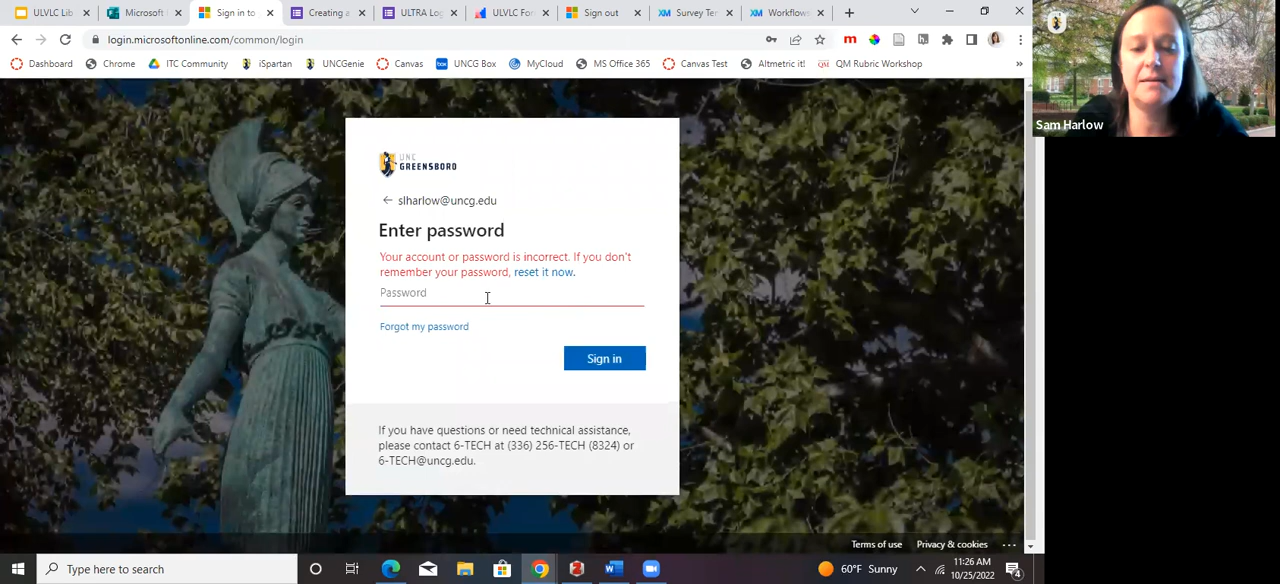 ULVLC Lib
Microsoft
Sign in to
Creating a
ULTRA Log
ULVLC For
Sign out
Survey Ter
Workflows
login.microsoftonline.com/common/login
Dashboard
Chrome
ITC Community
iSpartan
UNCGenie
Canvas
UNCG Box
MyCloud
MS Office 365
Canvas Test
Altmetric it!
QM Rubric Workshop
»
Sam Harlow
UNC
GREENSBORO
slharlow@uncg.edu
Enter password
Your account or password is incorrect. If you don't
remember your password, reset it now.
Password
Forgot my password
Sign in
If you have questions or need technical assistance,
please contact 6-TECH at (336) 256-TECH (8324) or
6-TECH@uncg.edu.
Terms of use
Privacy & cookies
...
Type here to search
60°F Sunny
11:26 AM
10/25/2022
4